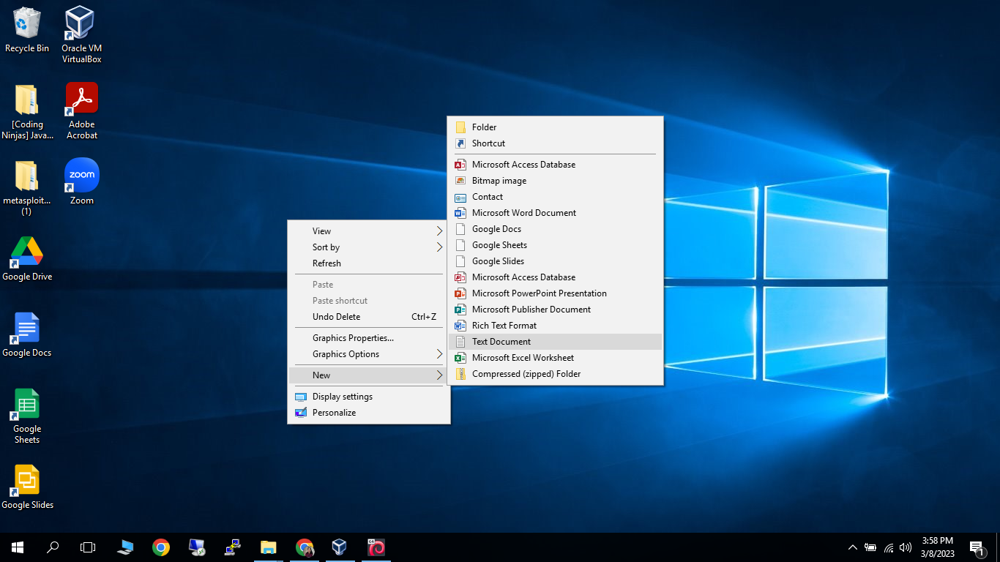 Recycle Bin
Oracle VM
VirtualBox
[Coding
Ninjas] Java...
Adobe
Acrobat
metasploit...
(1)
zoom
Zoom
Google Drive
Google Docs
Google
Sheets
Google Slides
View
Sort by
Refresh
Paste
Paste shortcut
Undo Delete Ctrl+Z
Graphics Properties...
Graphics Options
New
Display settings
Personalize
Folder
Shortcut
Microsoft Access Database
Bitmap image
Contact
Microsoft Word Document
Google Docs
Google Sheets
Google Slides
Microsoft Access Database
Microsoft PowerPoint Presentation
Microsoft Publisher Document
Rich Text Format
Text Document
Microsoft Excel Worksheet
Compressed (zipped) Folder
64
3:58 PM
3/8/2023
1